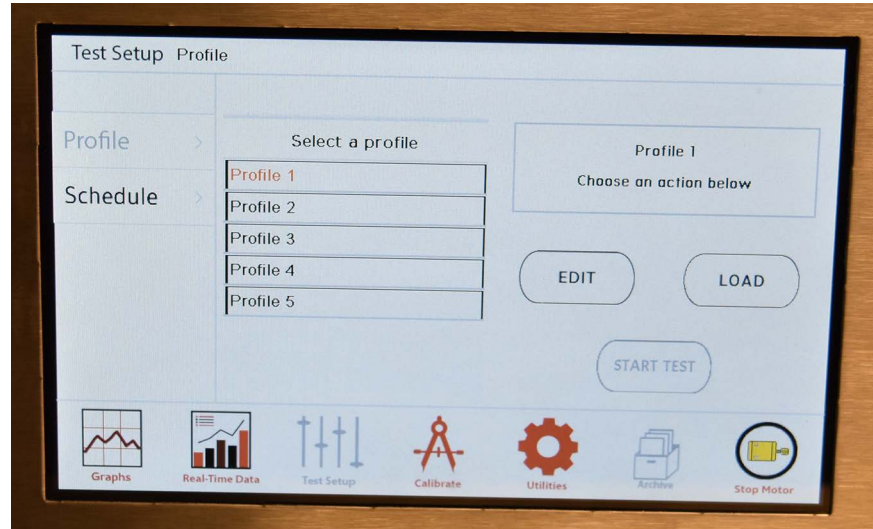 Test Setup Profile
Profile >
Schedule >
Select a profile
Profile 1
Profile 2
Profile 3
Profile 4
Profile 5
Profile 1
Choose an action below
EDIT
LOAD
START TEST
Graphs
Real-Time Data
Test Setup
Calibrate
Utilities
Archive
Stop Motor